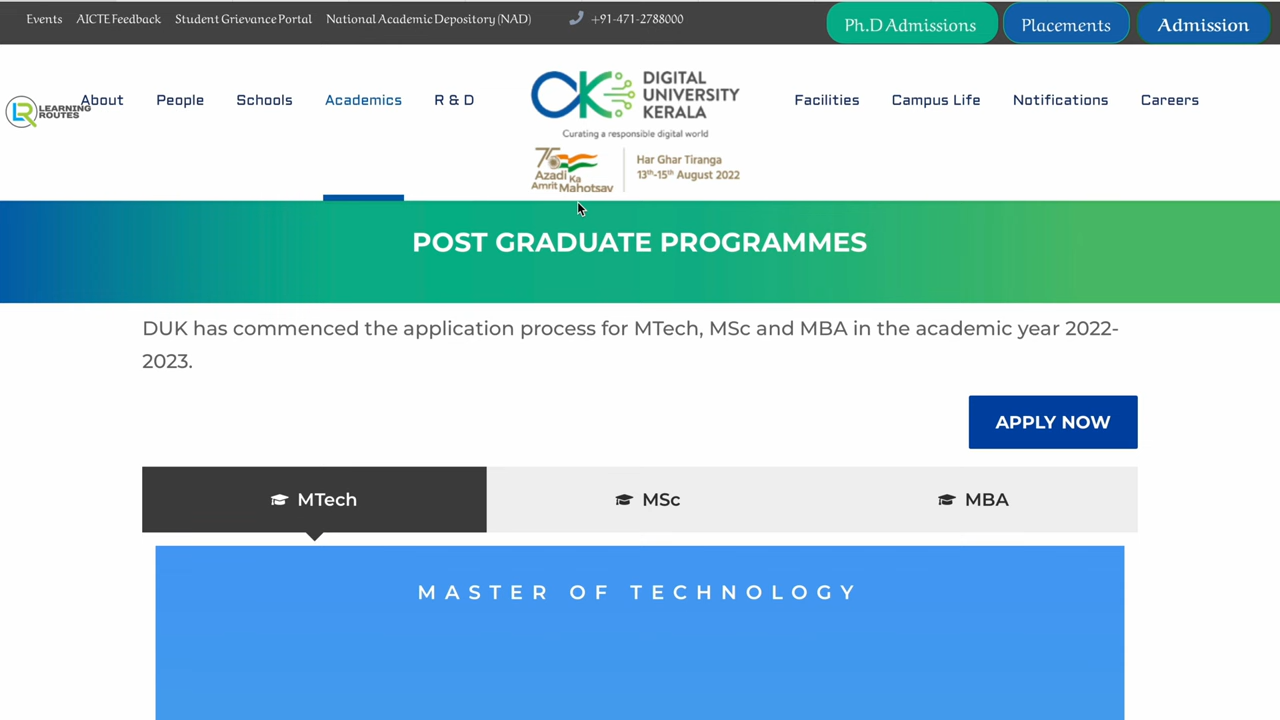 Events AICTE Feedback Student Grievance Portal National Academic Depository (NAD) +91-471-2788000 Ph.D Admissions Placements Admission
LEARNING
ROUTES
About People Schools Academics R & D
DIGITAL
UNIVERSITY
KERALA
Curating a responsible digital world
75
Azadi
Ka
Amrit Mahotsav
Har Ghar Tiranga
13th-15th August 2022
Facilities Campus Life Notifications Careers
POST GRADUATE PROGRAMMES
DUK has commenced the application process for MTech, MSc and MBA in the academic year 2022-
2023.
APPLY NOW
MTech MSc MBA
MASTER OF TECHNOLOGY